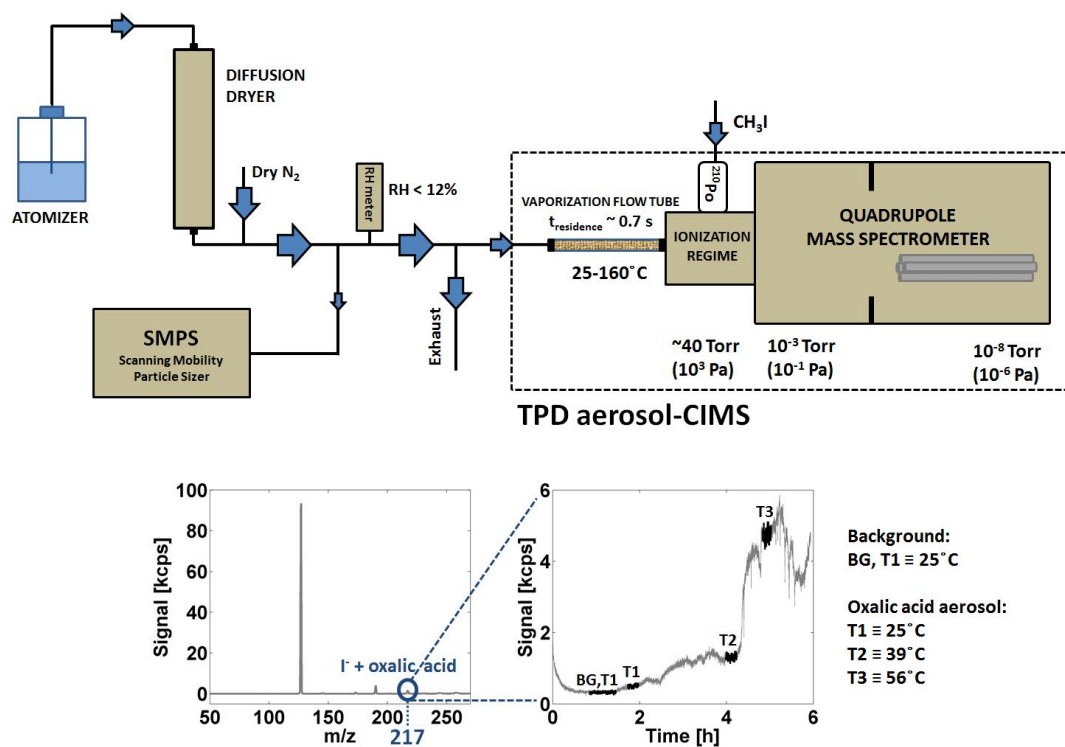 ATOMIZER
DIFFUSION
DRYER
Dry N₂
RH meter
RH < 12%
SMPS
Scanning Mobility
Particle Sizer
Exhaust
CH₃I
²¹⁰Po
VAPORIZATION FLOW TUBE
t_residence ~ 0.7 s
25-160˚C
IONIZATION
REGIME
QUADRUPOLE
MASS SPECTROMETER
~40 Torr
(10³ Pa)
10⁻³ Torr
(10⁻¹ Pa)
10⁻⁸ Torr
(10⁻⁶ Pa)
TPD aerosol-CIMS
Signal [kcps]
100
80
60
40
20
0
50
100
150
200
250
m/z
I⁻ + oxalic acid
217
Signal [kcps]
6
4
2
0
0
2
4
6
Time [h]
BG,T1
T1
T2
T3
Background:
BG, T1 ≡ 25˚C
Oxalic acid aerosol:
T1 ≡ 25˚C
T2 ≡ 39˚C
T3 ≡ 56˚C